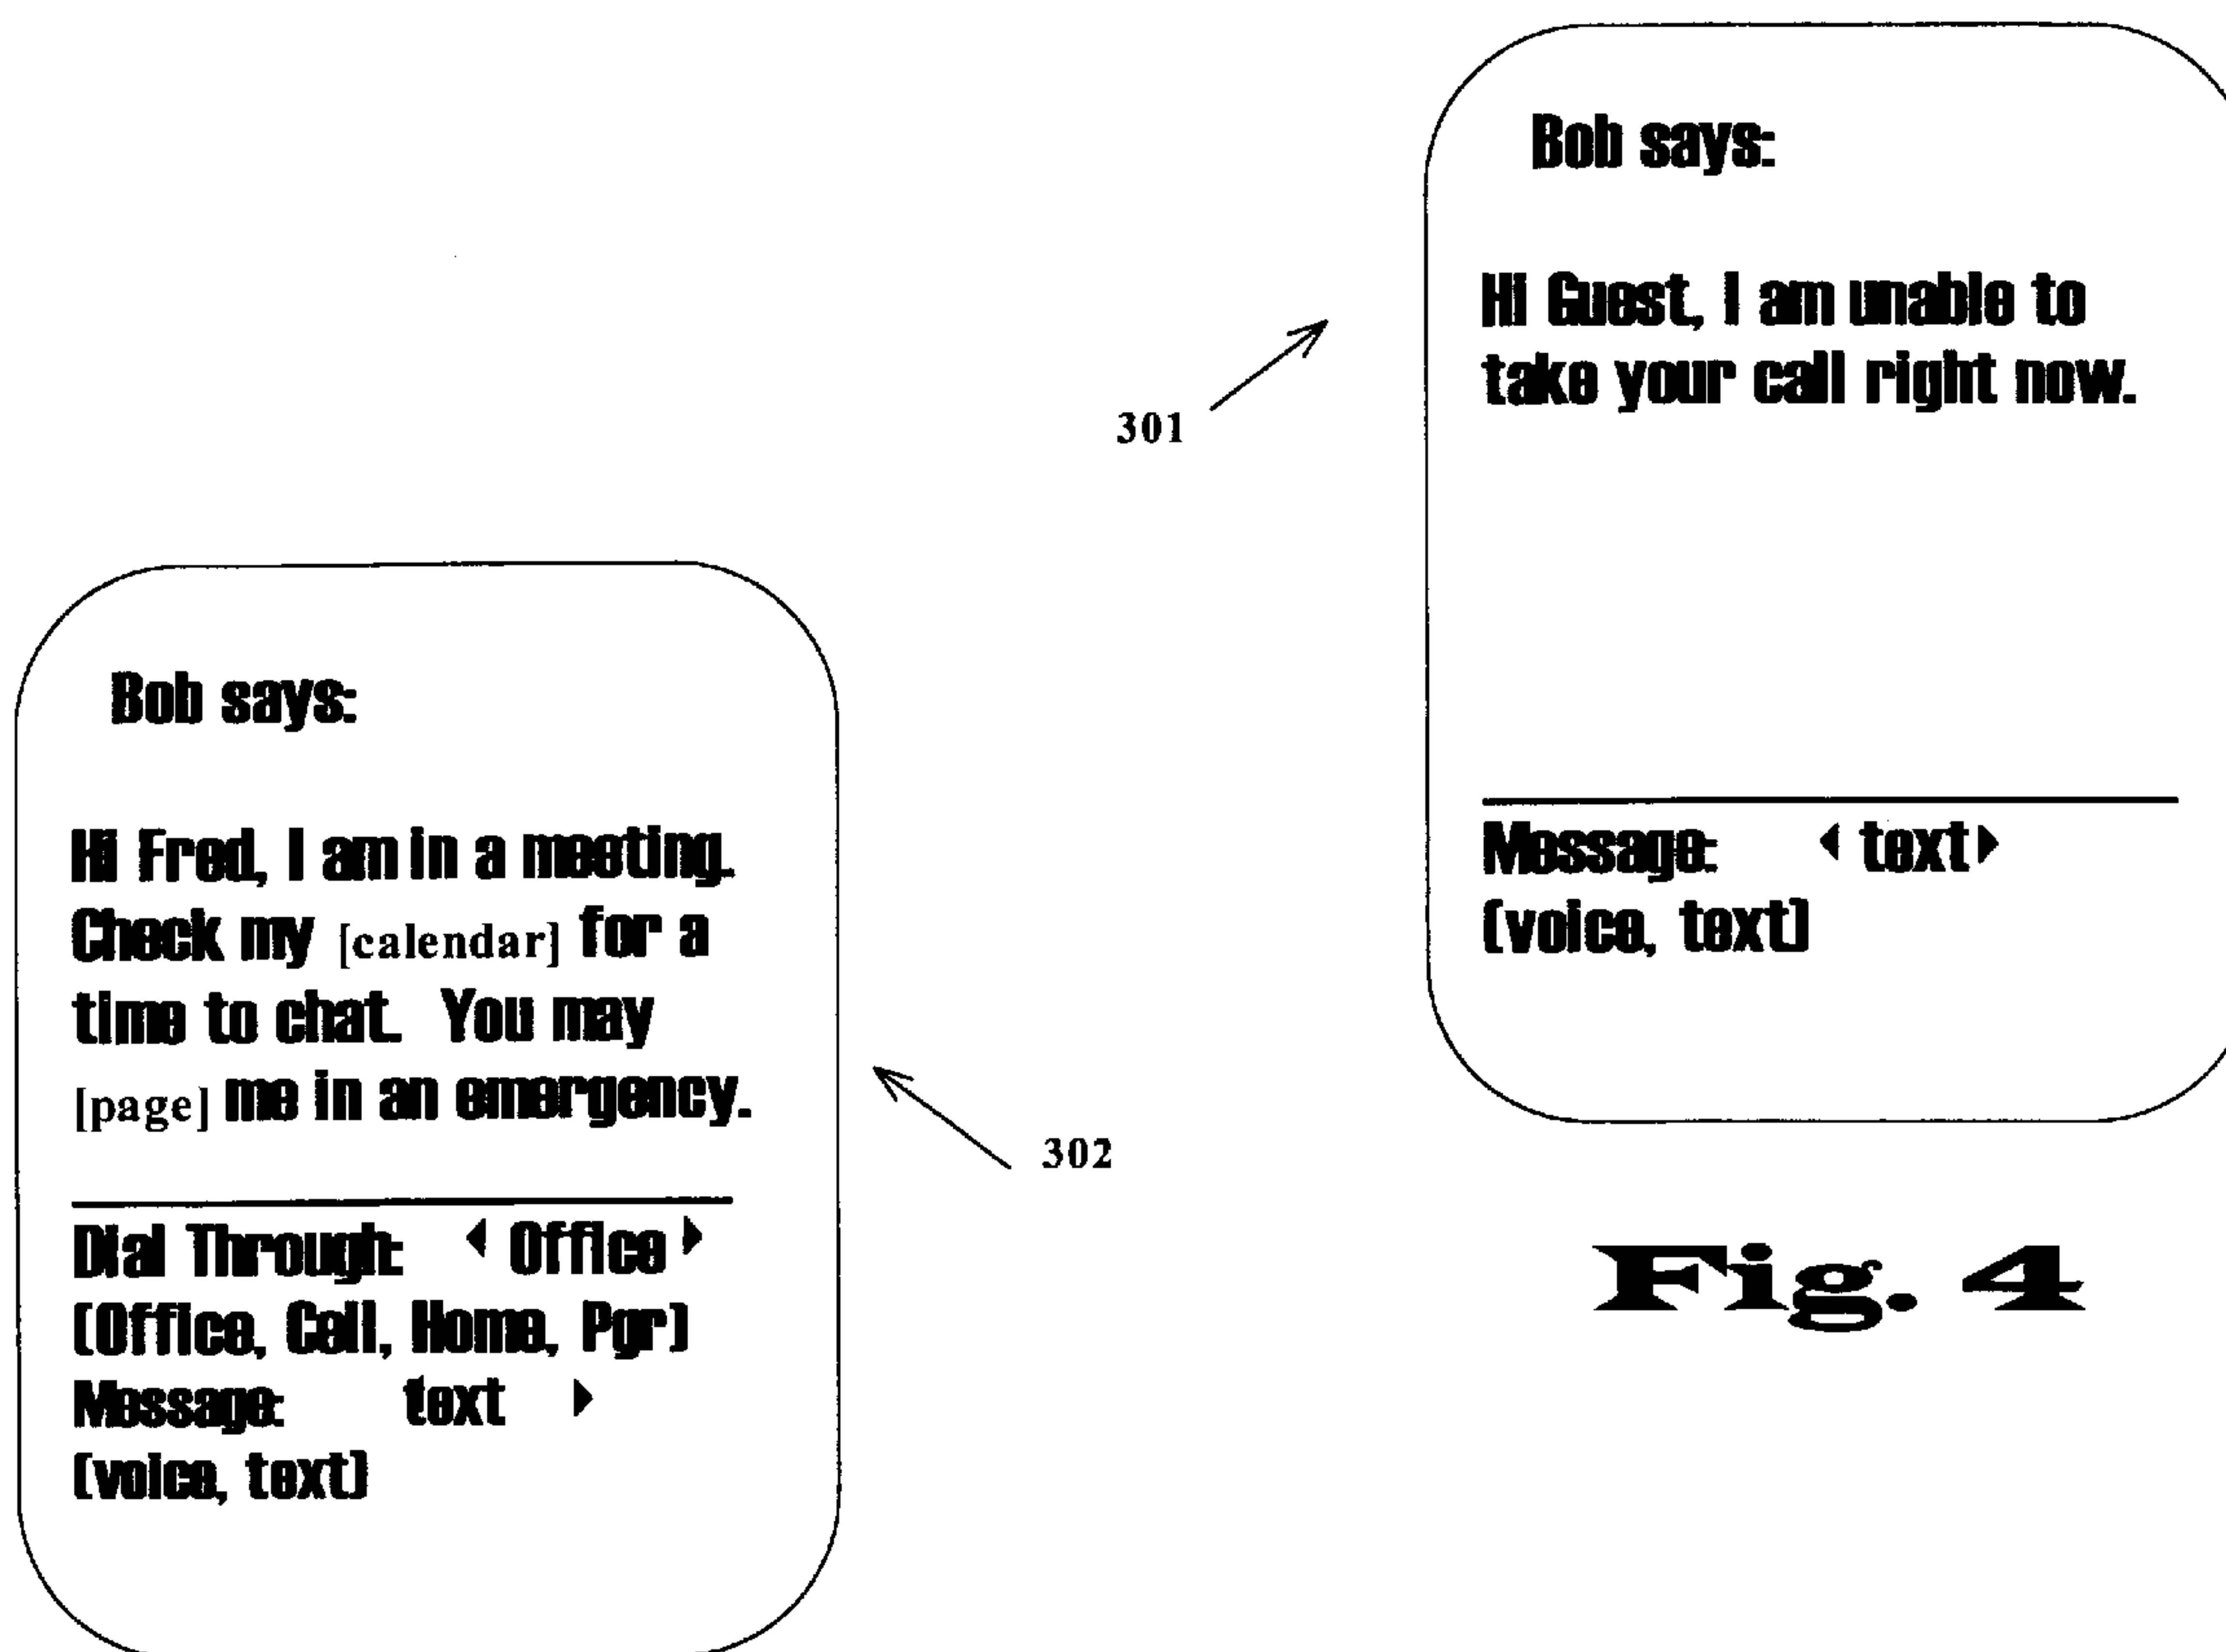 Bob says:
Hi Guest, I am unable to
take your call right now.
301
Message: text
(voice, text)
Bob says:
Hi Fred, I am in a meeting.
Check my [calendar] for a
time to chat. You may
[page] me in an emergency.
302
Dial Through: Office
(Office, Cell, Home, Pgr)
Message: text
(voice, text)
Fig. 4